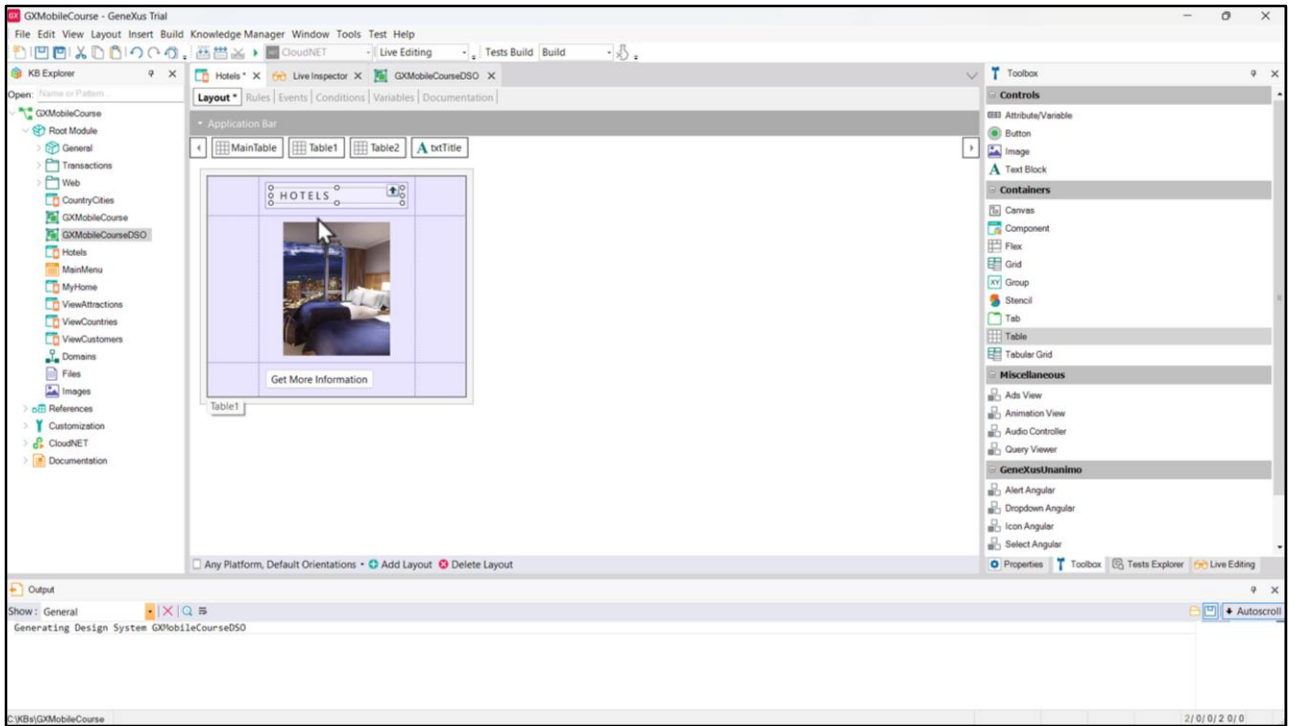 GX GXMobileCourse - GeneXus Trial
File Edit View Layout Insert Build Knowledge Manager Window Tools Test Help
CloudNET Live Editing Tests Build Build
KB Explorer
Open: Name or Pattern...
GXMobileCourse
Root Module
General
Transactions
Web
CountryCities
GXMobileCourse
GXMobileCourseDSO
Hotels
MainMenu
MyHome
ViewAttractions
ViewCountries
ViewCustomers
Domains
Files
Images
References
Customization
CloudNET
Documentation
Hotels * X Live Inspector X GXMobileCourseDSO X
Layout * Rules Events Conditions Variables Documentation
Application Bar
MainTable Table1 Table2 A txtTitle
HOTELS
Get More Information
Table1
Any Platform, Default Orientations Add Layout Delete Layout
Toolbox
Controls
Attribute/Variable
Button
Image
A Text Block
Containers
Canvas
Component
Flex
Grid
XY Group
Stencil
Tab
Table
Tabular Grid
Miscellaneous
Ads View
Animation View
Audio Controller
Query Viewer
GeneXusUnanimo
Alert Angular
Dropdown Angular
Icon Angular
Select Angular
Properties Toolbox Tests Explorer Live Editing
Output
Show: General Autoscroll
Generating Design System GXMobileCourseDSO
C:\KBs\GXMobileCourse 2/0/0/2 0/0